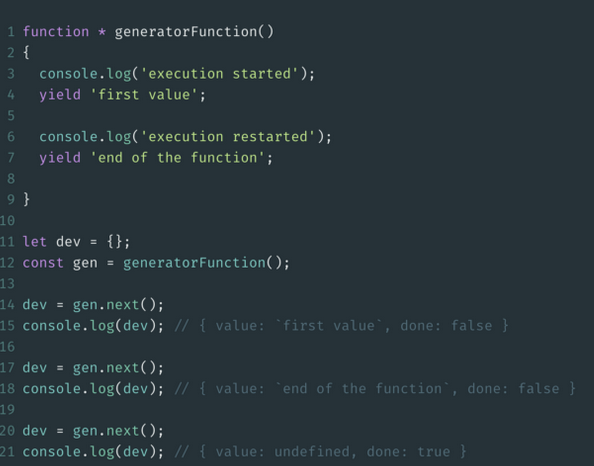 1 function * generatorFunction()
2 {
3 console.log('execution started');
4 yield 'first value';
5
6 console.log('execution restarted');
7 yield 'end of the function';
8
9 }
10
11 let dev = {};
12 const gen = generatorFunction();
13
14 dev = gen.next();
15 console.log(dev); // { value: `first value`, done: false }
16
17 dev = gen.next();
18 console.log(dev); // { value: `end of the function`, done: false }
19
20 dev = gen.next();
21 console.log(dev); // { value: undefined, done: true }